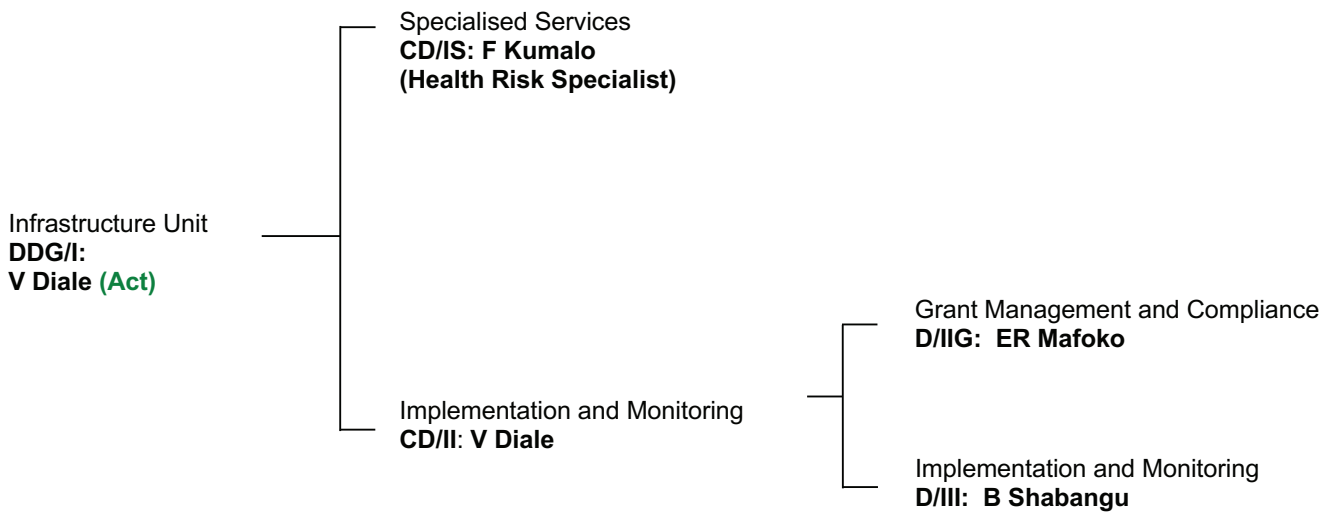 Specialised Services
CD/IS: F Kumalo
(Health Risk Specialist)
Infrastructure Unit
DDG/I:
V Diale (Act)
Grant Management and Compliance
D/IIG: ER Mafoko
Implementation and Monitoring
CD/II: V Diale
Implementation and Monitoring
D/III: B Shabangu